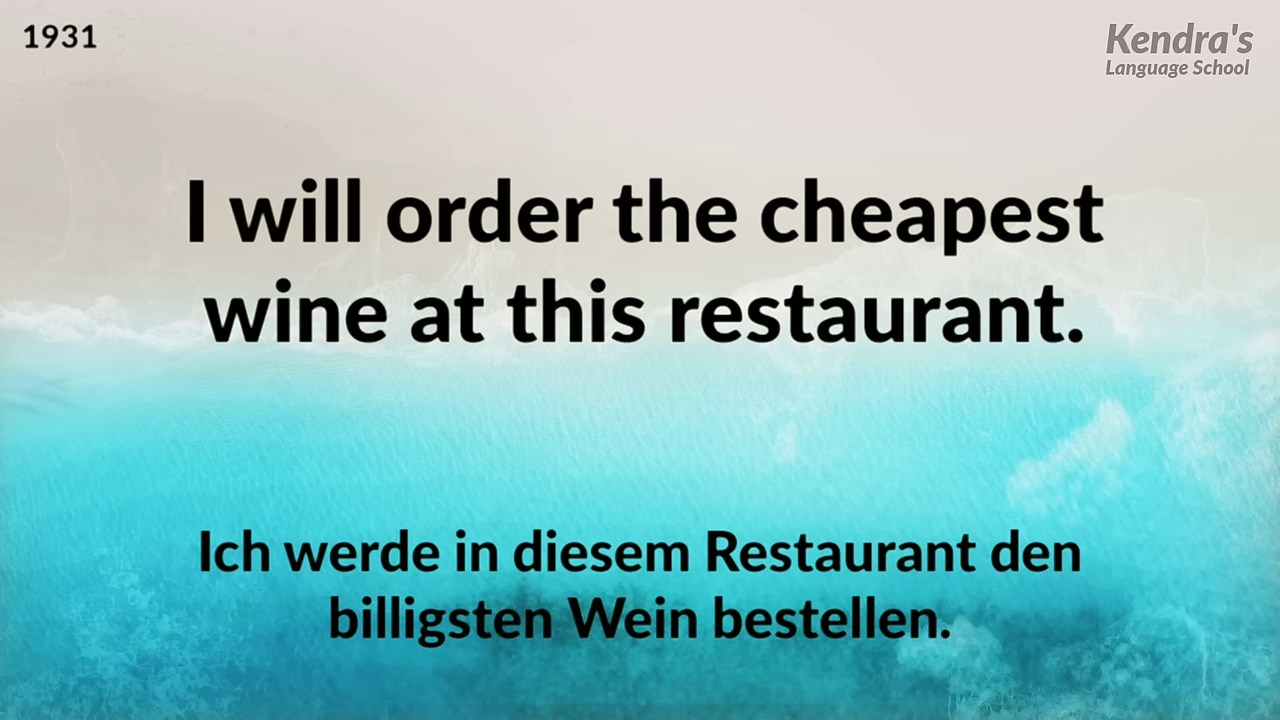 1931
Kendra's
Language School
I will order the cheapest
wine at this restaurant.
Ich werde in diesem Restaurant den
billigsten Wein bestellen.